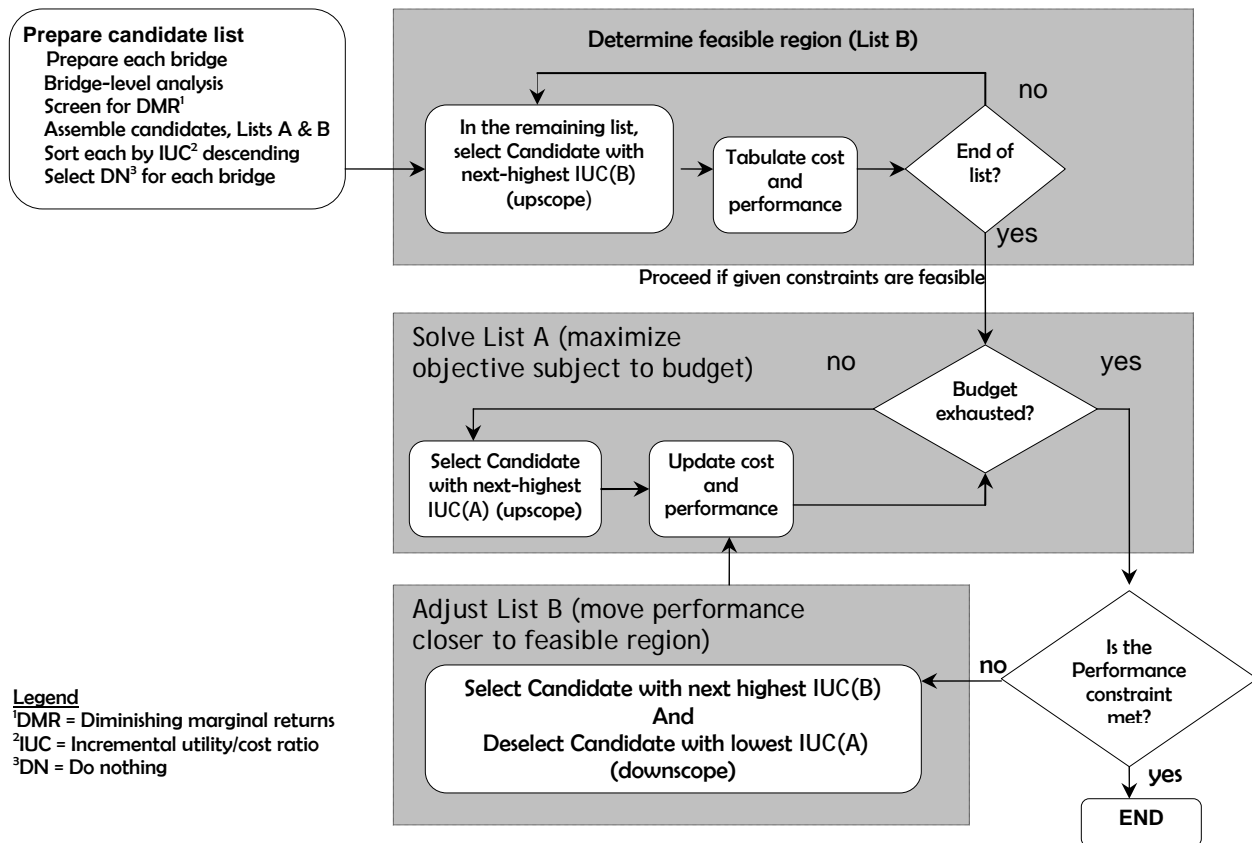 Prepare candidate list
Prepare each bridge
Bridge-level analysis
Screen for DMR¹
Assemble candidates, Lists A & B
Sort each by IUC² descending
Select DN³ for each bridge
Determine feasible region (List B)
In the remaining list,
select Candidate with
next-highest IUC(B)
(upscope)
Tabulate cost
and
performance
End of
list?
no
yes
Proceed if given constraints are feasible
Solve List A (maximize
objective subject to budget)
no
yes
Budget
exhausted?
Select Candidate
with next-highest
IUC(A) (upscope)
Update cost
and
performance
Adjust List B (move performance
closer to feasible region)
Select Candidate with next highest IUC(B)
And
Deselect Candidate with lowest IUC(A)
(downscope)
no
Is the
Performance
constraint
met?
yes
END
Legend
¹DMR = Diminishing marginal returns
²IUC = Incremental utility/cost ratio
³DN = Do nothing